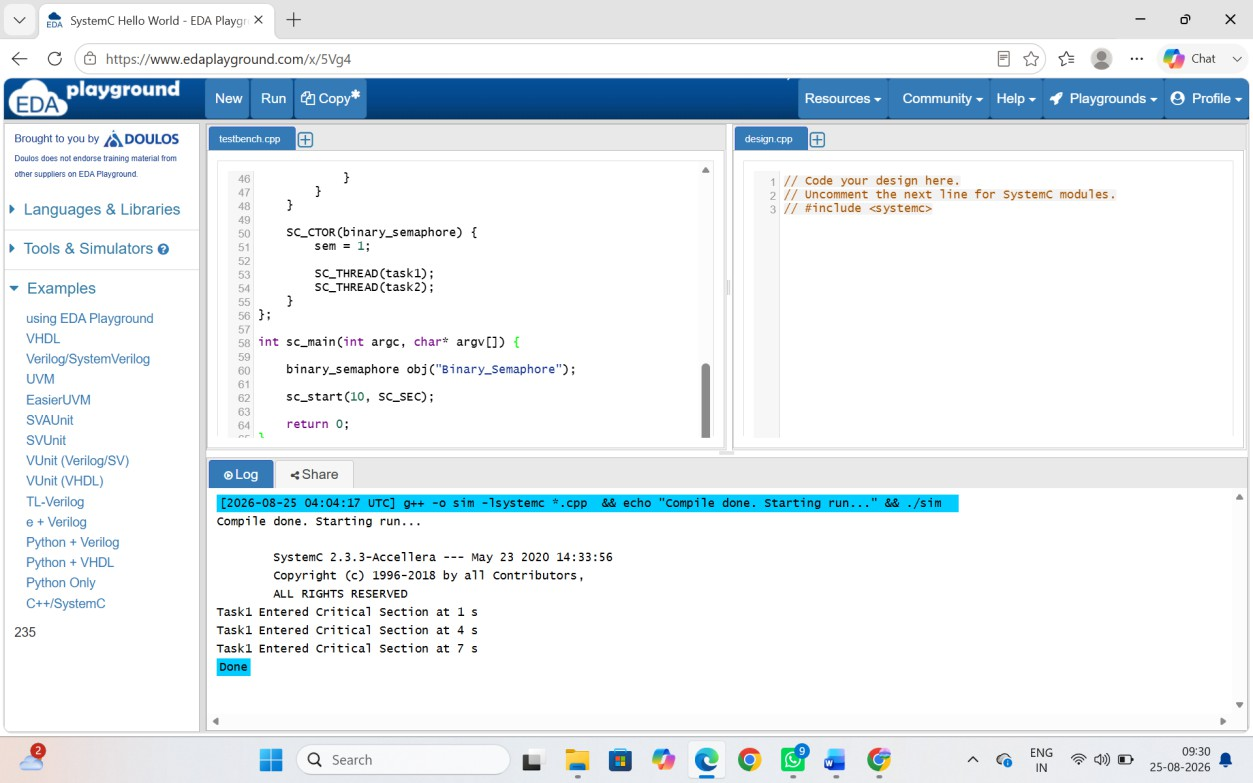 SystemC Hello World - EDA Playgr
https://www.edaplayground.com/x/5Vg4
Chat
EDA playground
New
Run
Copy*
Resources
Community
Help
Playgrounds
Profile
Brought to you by DOULOS
Doulos does not endorse training material from
other suppliers on EDA Playground.
Languages & Libraries
Tools & Simulators
Examples
using EDA Playground
VHDL
Verilog/SystemVerilog
UVM
EasierUVM
SVAUnit
SVUnit
VUnit (Verilog/SV)
VUnit (VHDL)
TL-Verilog
e + Verilog
Python + Verilog
Python + VHDL
Python Only
C++/SystemC
235
testbench.cpp
46 }
47 }
48 }
49
50 SC_CTOR(binary_semaphore) {
51 sem = 1;
52
53 SC_THREAD(task1);
54 SC_THREAD(task2);
55 }
56 };
57
58 int sc_main(int argc, char* argv[]) {
59
60 binary_semaphore obj("Binary_Semaphore");
61
62 sc_start(10, SC_SEC);
63
64 return 0;
65 }
design.cpp
1 // Code your design here.
2 // Uncomment the next line for SystemC modules.
3 // #include <systemc>
Log
Share
[2026-08-25 04:04:17 UTC] g++ -o sim -lsystemc *.cpp && echo "Compile done. Starting run..." && ./sim
Compile done. Starting run...
SystemC 2.3.3-Accellera --- May 23 2020 14:33:56
Copyright (c) 1996-2018 by all Contributors,
ALL RIGHTS RESERVED
Task1 Entered Critical Section at 1 s
Task1 Entered Critical Section at 4 s
Task1 Entered Critical Section at 7 s
Done
2
Search
9
ENG
IN
09:30
25-08-2026